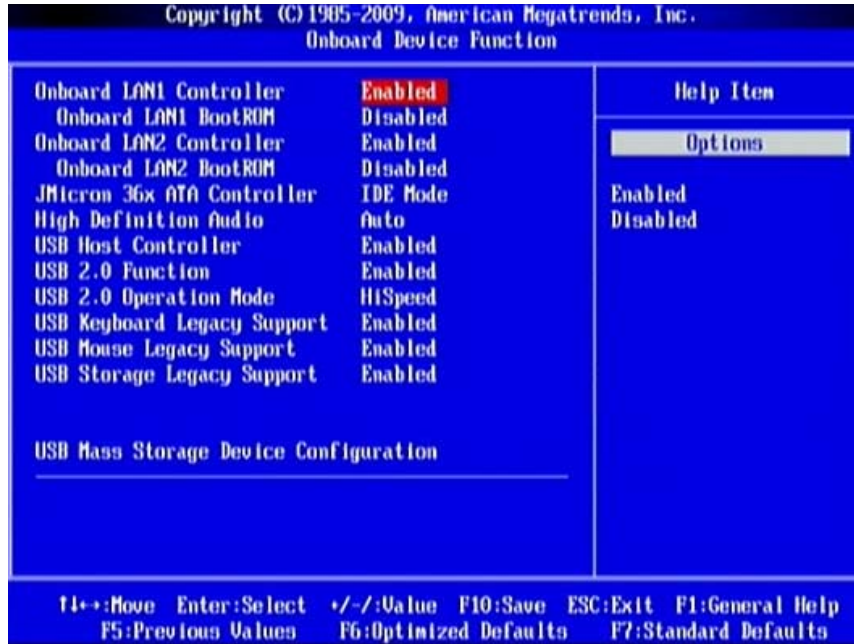 Copyright (C)1985-2009, American Megatrends, Inc.
Onboard Device Function
Onboard LAN1 Controller Enabled
Onboard LAN1 BootROM Disabled
Onboard LAN2 Controller Enabled
Onboard LAN2 BootROM Disabled
JMicron 36x ATA Controller IDE Mode
High Definition Audio Auto
USB Host Controller Enabled
USB 2.0 Function Enabled
USB 2.0 Operation Mode HiSpeed
USB Keyboard Legacy Support Enabled
USB Mouse Legacy Support Enabled
USB Storage Legacy Support Enabled
USB Mass Storage Device Configuration
Help Item
Options
Enabled
Disabled
↑↓←→:Move Enter:Select +/-/:Value F10:Save ESC:Exit F1:General Help
F5:Previous Values F6:Optimized Defaults F7:Standard Defaults